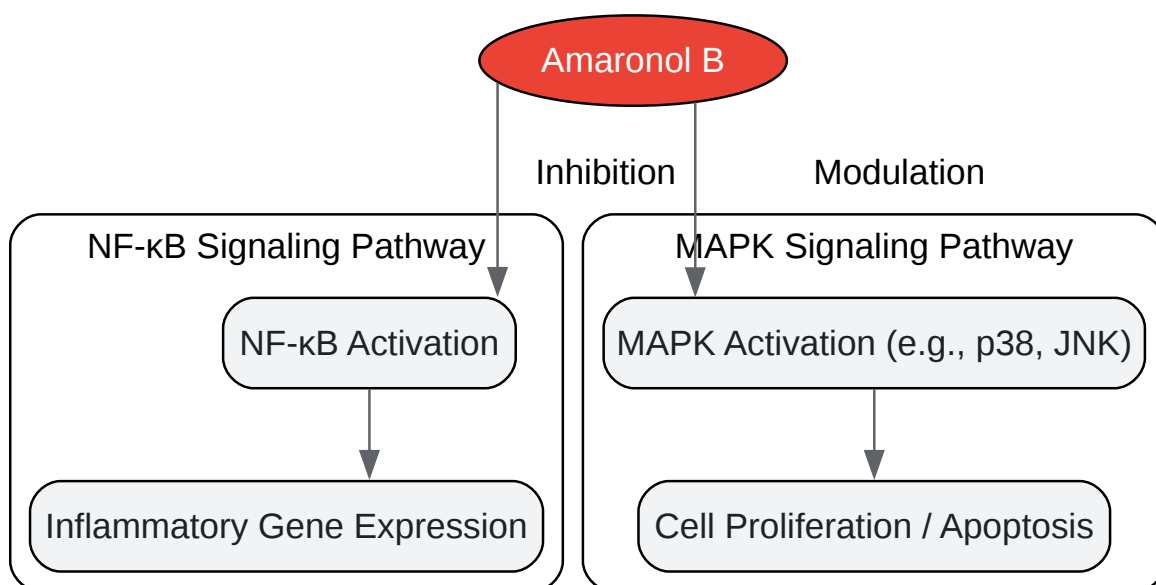 Amaronol B
Inhibition
Modulation
NF-κB Signaling Pathway
MAPK Signaling Pathway
NF-κB Activation
MAPK Activation (e.g., p38, JNK)
Inflammatory Gene Expression
Cell Proliferation / Apoptosis